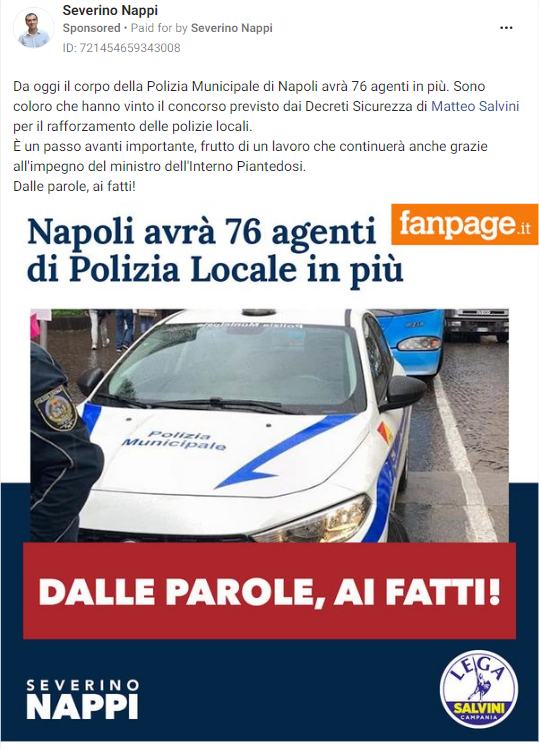 Severino Nappi
Sponsored • Paid for by Severino Nappi
ID: 721454659343008
Da oggi il corpo della Polizia Municipale di Napoli avrà 76 agenti in più. Sono
coloro che hanno vinto il concorso previsto dai Decreti Sicurezza di Matteo Salvini
per il rafforzamento delle polizie locali.
È un passo avanti importante, frutto di un lavoro che continuerà anche grazie
all'impegno del ministro dell'Interno Piantedosi.
Dalle parole, ai fatti!
Napoli avrà 76 agenti
fanpage.it
di Polizia Locale in più
Polizia Municipale
Polizia
Municipale
DALLE PAROLE, AI FATTI!
SEVERINO
NAPPI
LEGA
SALVINI
CAMPANIA